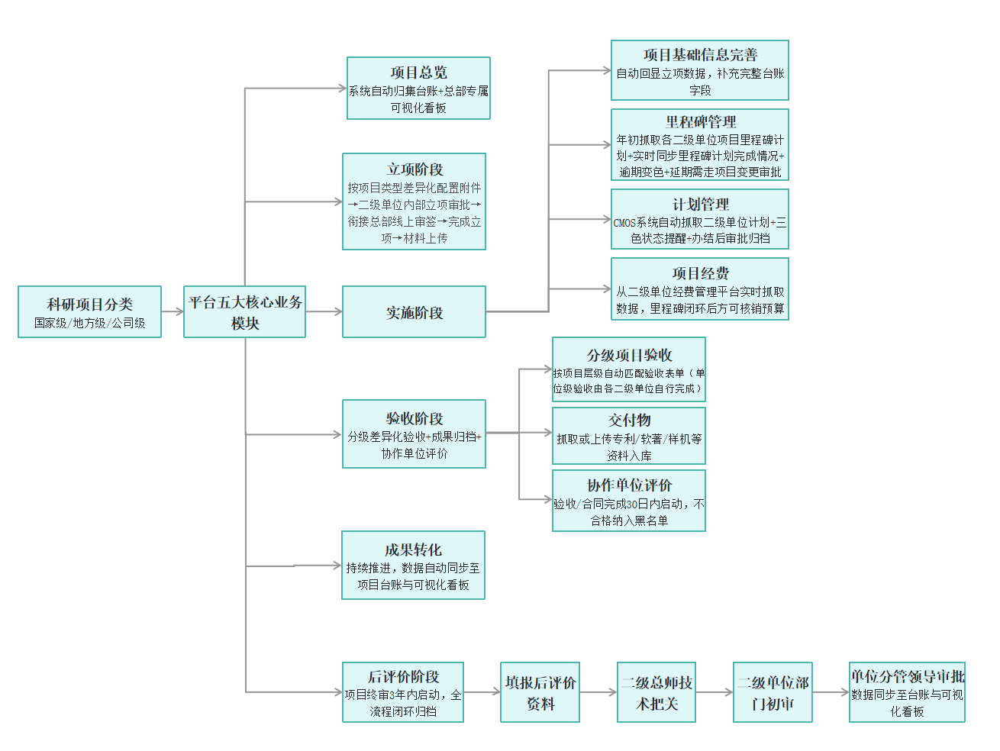 科研项目分类
国家级/地方级/公司级
平台五大核心业务
模块
项目总览
系统自动归集台账+总部专属
可视化看板
立项阶段
按项目类型差异化配置附件
→二级单位内部立项审批→
衔接总部线上审签→完成立
项→材料上传
实施阶段
项目基础信息完善
自动回显立项数据，补充完整台账
字段
里程碑管理
年初抓取各二级单位项目里程碑计
划+实时同步里程碑计划完成情况+
逾期变色+延期需走项目变更审批
计划管理
CMOS系统自动抓取二级单位计划+三
色状态提醒+办结后审批归档
项目经费
从二级单位经费管理平台实时抓取
数据，里程碑闭环后方可核销预算
验收阶段
分级差异化验收+成果归档+
协作单位评价
分级项目验收
按项目层级自动匹配验收表单（单
位级验收由各二级单位自行完成）
交付物
抓取或上传专利/软著/样机等
资料入库
协作单位评价
验收/合同完成30日内启动，不
合格纳入黑名单
成果转化
持续推进，数据自动同步至
项目台账与可视化看板
后评价阶段
项目终审3年内启动，全
流程闭环归档
填报后评价
资料
二级总师技
术把关
二级单位部
门初审
单位分管领导审批
数据同步至台账与可视
化看板